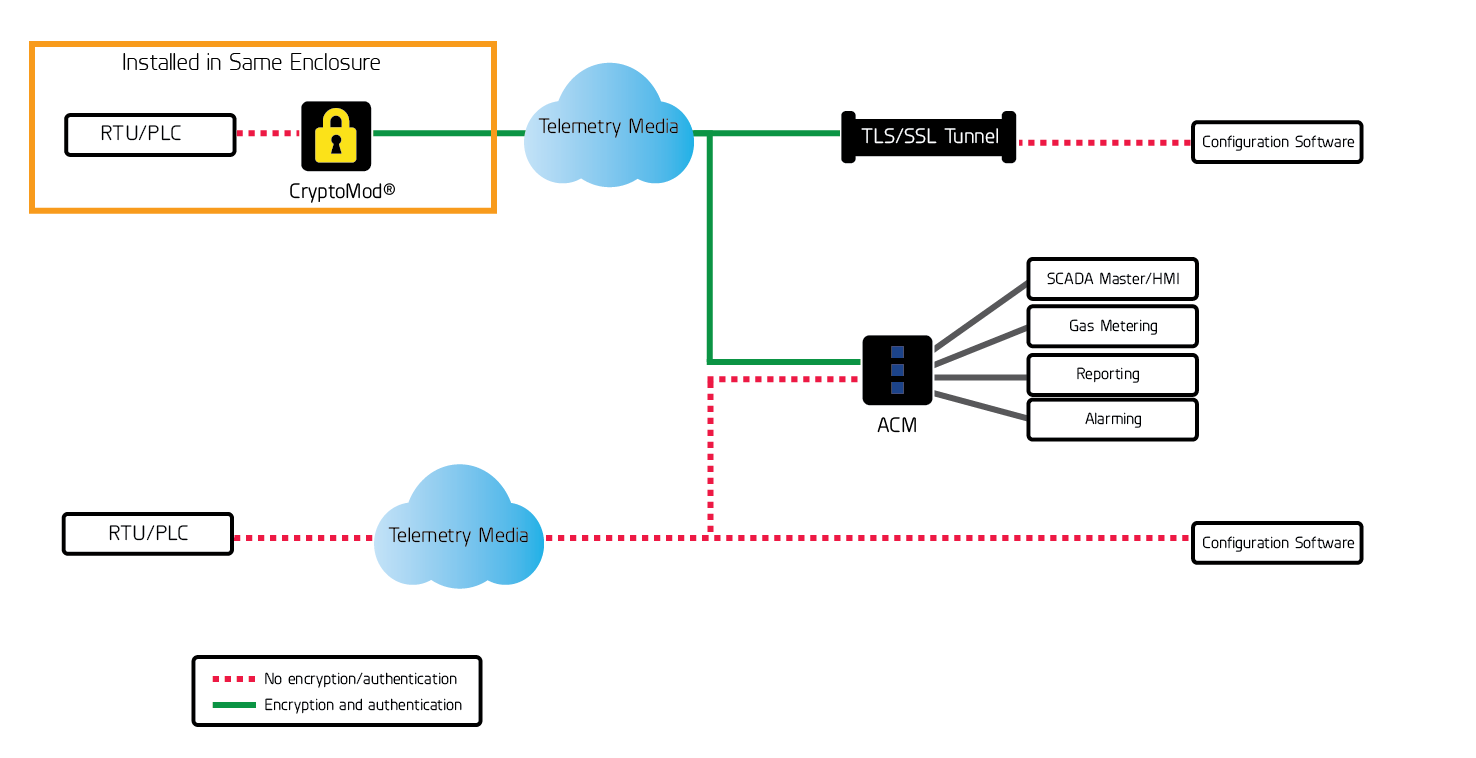 Installed in Same Enclosure
RTU/PLC
CryptoMod®
Telemetry Media
TLS/SSL Tunnel
Configuration Software
SCADA Master/HMI
Gas Metering
Reporting
Alarming
ACM
RTU/PLC
Telemetry Media
Configuration Software
No encryption/authentication
Encryption and authentication